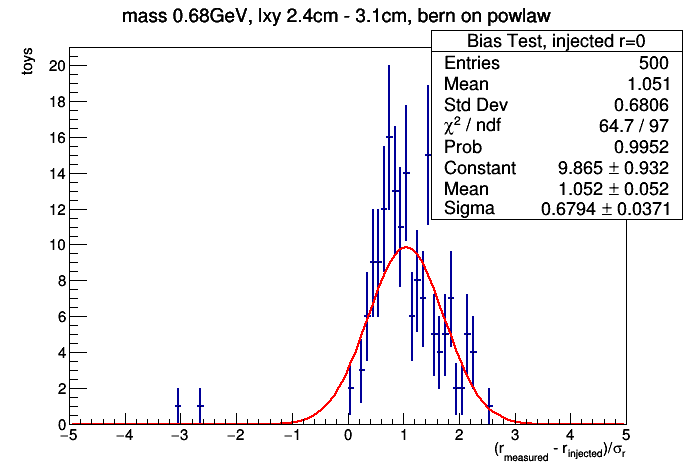 mass 0.68GeV, lxy 2.4cm - 3.1cm, bern on powlaw
toys
Bias Test, injected r=0
Entries 500
Mean 1.051
Std Dev 0.6806
χ² / ndf 64.7 / 97
Prob 0.9952
Constant 9.865 ± 0.932
Mean 1.052 ± 0.052
Sigma 0.6794 ± 0.0371
20
18
16
14
12
10
8
6
4
2
0
−5 −4 −3 −2 −1 0 1 2 3 4 5
(r_measured - r_injected)/σ_r